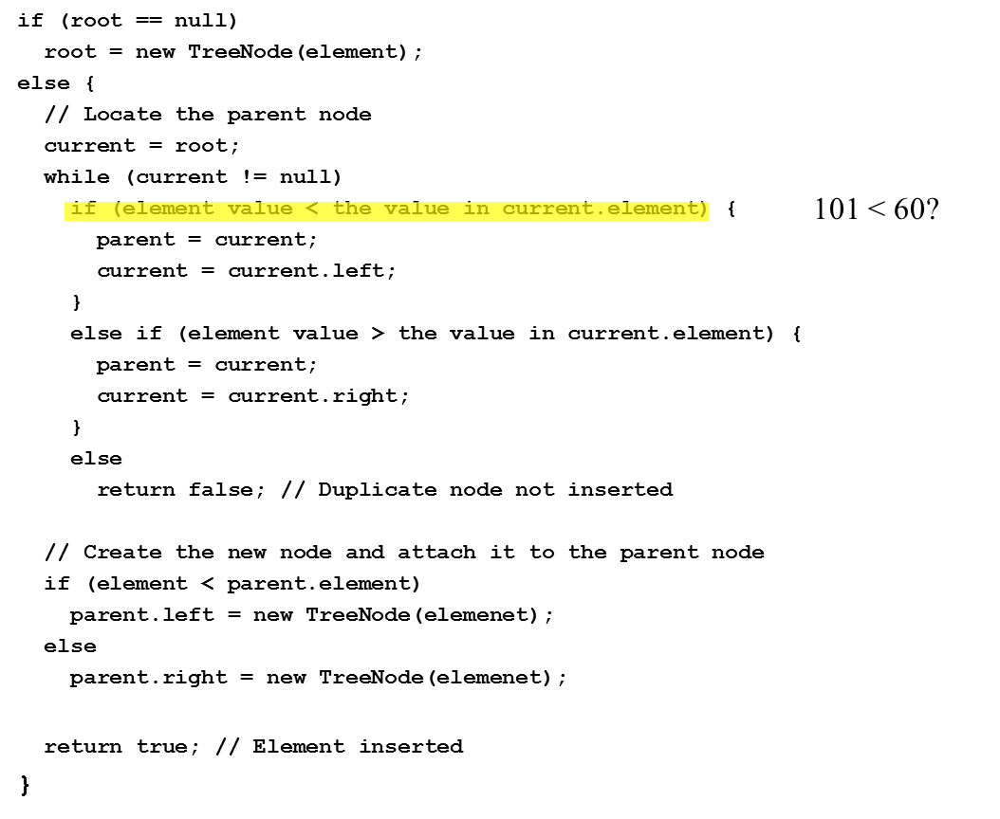 if (root == null)
  root = new TreeNode(element);
else {
  // Locate the parent node
  current = root;
  while (current != null)
    if (element value < the value in current.element) {      101 < 60?
      parent = current;
      current = current.left;
    }
    else if (element value > the value in current.element) {
      parent = current;
      current = current.right;
    }
    else
      return false; // Duplicate node not inserted

  // Create the new node and attach it to the parent node
  if (element < parent.element)
    parent.left = new TreeNode(elemenet);
  else
    parent.right = new TreeNode(elemenet);

  return true; // Element inserted
}